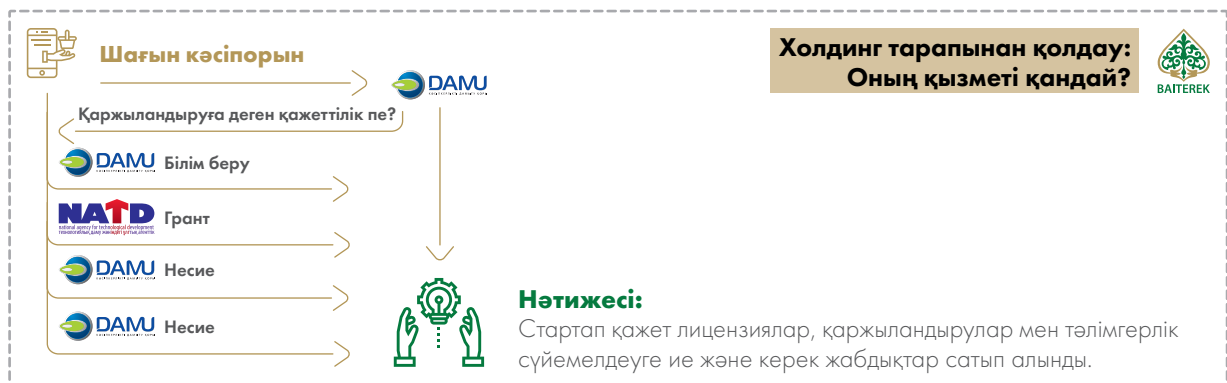 Шағын кәсіпорын
Холдинг тарапынан қолдау:
Оның қызметі қандай?
BAITEREK
DAMU
Қаржыландыруға деген қажеттілік пе?
DAMU Білім беру
NATD Грант
national agency for technological development
DAMU Несие
DAMU Несие
Нәтижесі:
Стартап қажет лицензиялар, қаржыландырулар мен тәлімгерлік
сүйемелдеуге ие және керек жабдықтар сатып алынды.